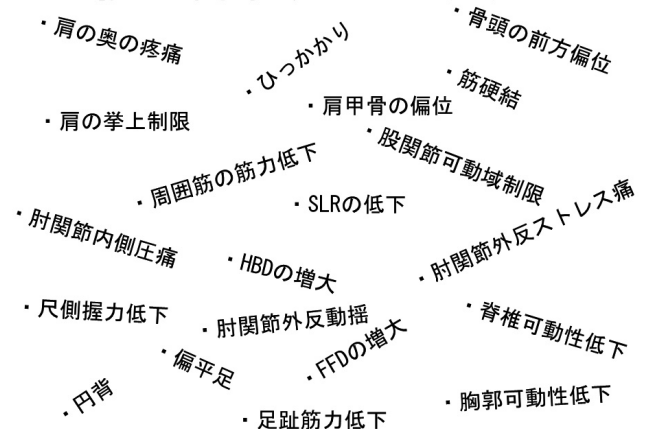 ・肩の奥の疼痛
・ひっかかり
・骨頭の前方偏位
・筋硬結
・肩甲骨の偏位
・肩の挙上制限
・股関節可動域制限
・周囲筋の筋力低下
・SLRの低下
・肘関節外反ストレス痛
・肘関節内側圧痛
・HBDの増大
・尺側握力低下
・肘関節外反動揺
・脊椎可動性低下
・FFDの増大
・偏平足
・円背
・胸郭可動性低下
・足趾筋力低下